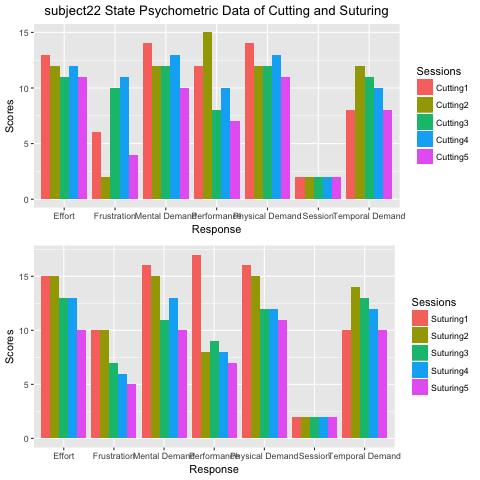 subject22 State Psychometric Data of Cutting and Suturing
Scores
15
10
5
0
Effort Frustration Mental Demand Performance Physical Demand Session Temporal Demand
Response
Sessions
Cutting1
Cutting2
Cutting3
Cutting4
Cutting5
Scores
15
10
5
0
Effort Frustration Mental Demand Performance Physical Demand Session Temporal Demand
Response
Sessions
Suturing1
Suturing2
Suturing3
Suturing4
Suturing5